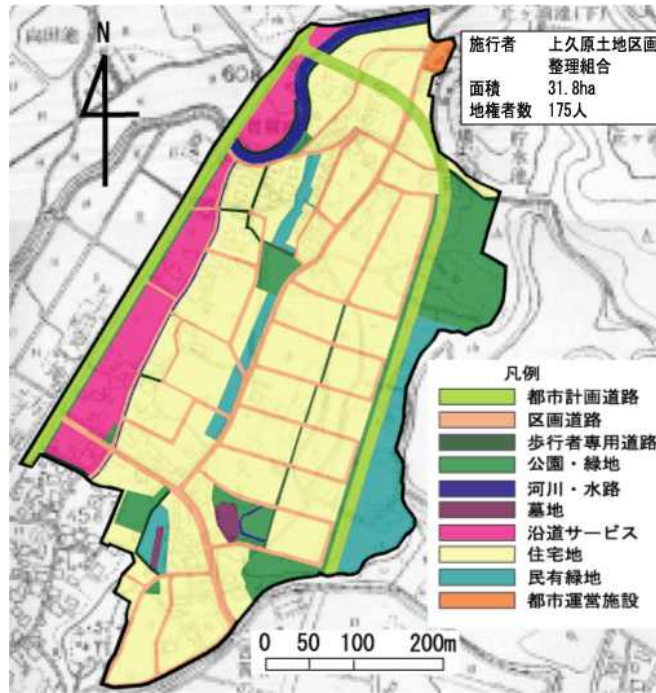 N
向田池
608
施行者 上久原土地区画
整理組合
面積 31.8ha
地権者数 175人
凡例
都市計画道路
区画道路
歩行者専用道路
公園・緑地
河川・水路
墓地
沿道サービス
住宅地
民有緑地
都市運営施設
0 50 100 200m